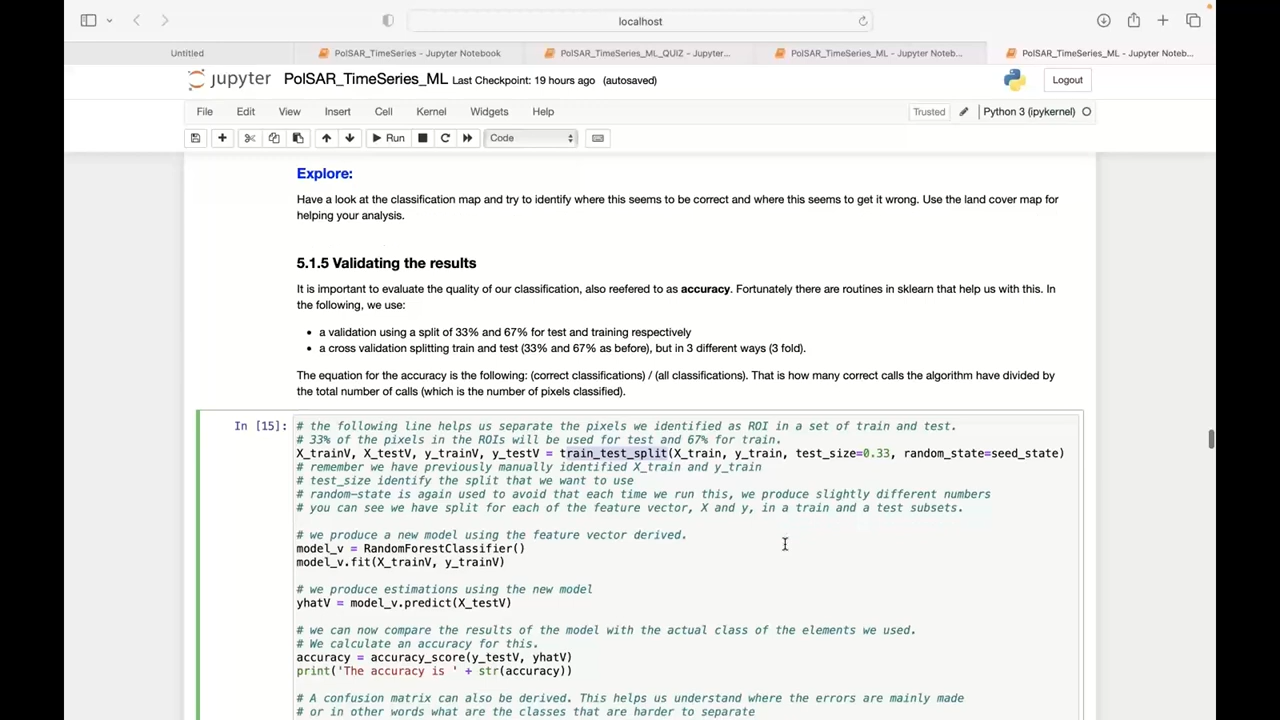 localhost
Untitled
PolSAR_TimeSeries - Jupyter Notebook
PolSAR_TimeSeries_ML_QUIZ - Jupyter...
PolSAR_TimeSeries_ML - Jupyter Noteb...
PolSAR_TimeSeries_ML - Jupyter Noteb...
jupyter PolSAR_TimeSeries_ML Last Checkpoint: 19 hours ago (autosaved)
Logout
File Edit View Insert Cell Kernel Widgets Help
Trusted
Python 3 (ipykernel)
Run
Code
Explore:
Have a look at the classification map and try to identify where this seems to be correct and where this seems to get it wrong. Use the land cover map for
helping your analysis.
5.1.5 Validating the results
It is important to evaluate the quality of our classification, also reefered to as accuracy. Fortunately there are routines in sklearn that help us with this. In
the following, we use:
• a validation using a split of 33% and 67% for test and training respectively
• a cross validation splitting train and test (33% and 67% as before), but in 3 different ways (3 fold).
The equation for the accuracy is the following: (correct classifications) / (all classifications). That is how many correct calls the algorithm have divided by
the total number of calls (which is the number of pixels classified).
In [15]:
# the following line helps us separate the pixels we identified as ROI in a set of train and test.
# 33% of the pixels in the ROIs will be used for test and 67% for train.
X_trainV, X_testV, y_trainV, y_testV = train_test_split(X_train, y_train, test_size=0.33, random_state=seed_state)
# remember we have previously manually identified X_train and y_train
# test_size identify the split that we want to use
# random-state is again used to avoid that each time we run this, we produce slightly different numbers
# you can see we have split for each of the feature vector, X and y, in a train and a test subsets.
# we produce a new model using the feature vector derived.
model_v = RandomForestClassifier()
model_v.fit(X_trainV, y_trainV)
# we produce estimations using the new model
yhatV = model_v.predict(X_testV)
# we can now compare the results of the model with the actual class of the elements we used.
# We calculate an accuracy for this.
accuracy = accuracy_score(y_testV, yhatV)
print('The accuracy is ' + str(accuracy))
# A confusion matrix can also be derived. This helps us understand where the errors are mainly made
# or in other words what are the classes that are harder to separate